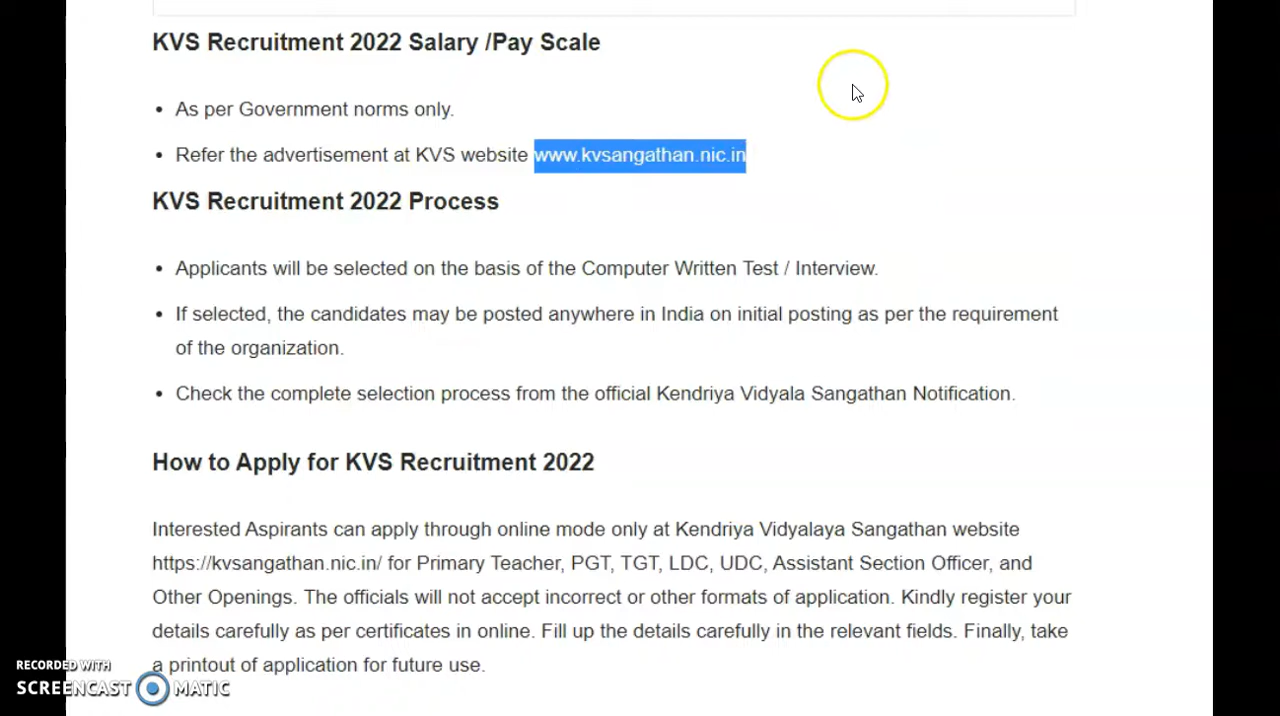 KVS Recruitment 2022 Salary /Pay Scale
• As per Government norms only.
• Refer the advertisement at KVS website www.kvsangathan.nic.in
KVS Recruitment 2022 Process
• Applicants will be selected on the basis of the Computer Written Test / Interview.
• If selected, the candidates may be posted anywhere in India on initial posting as per the requirement
of the organization.
• Check the complete selection process from the official Kendriya Vidyala Sangathan Notification.
How to Apply for KVS Recruitment 2022
Interested Aspirants can apply through online mode only at Kendriya Vidyalaya Sangathan website
https://kvsangathan.nic.in/ for Primary Teacher, PGT, TGT, LDC, UDC, Assistant Section Officer, and
Other Openings. The officials will not accept incorrect or other formats of application. Kindly register your
details carefully as per certificates in online. Fill up the details carefully in the relevant fields. Finally, take
a printout of application for future use.
RECORDED WITH
SCREENCAST MATIC